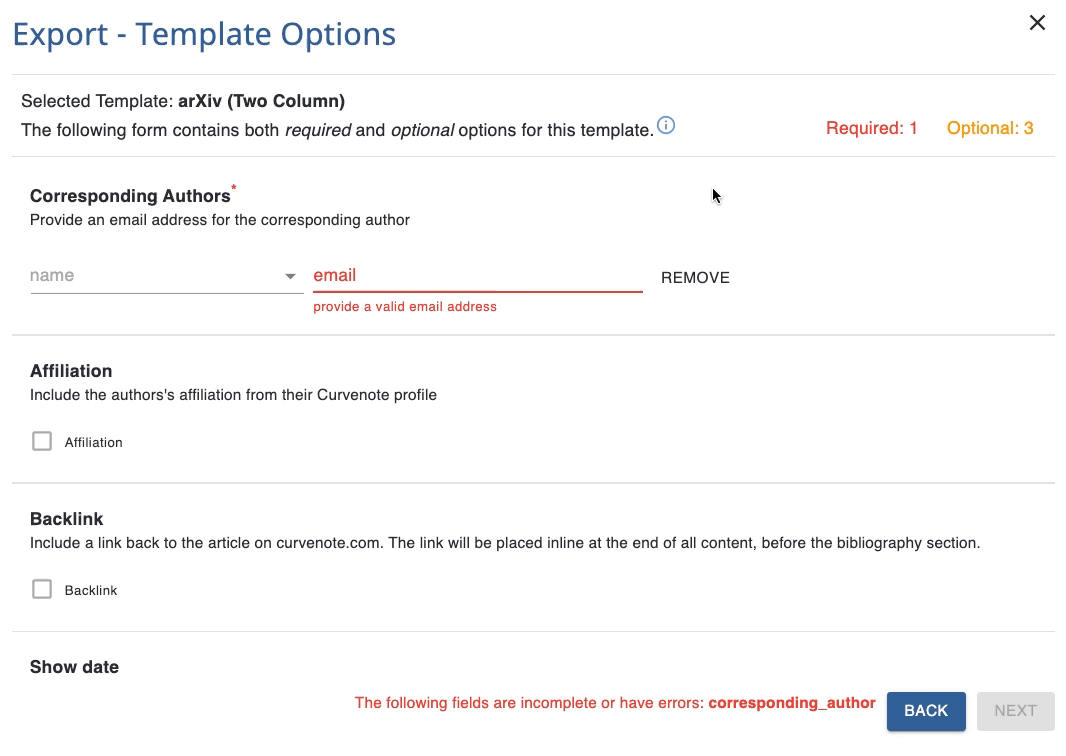 Export - Template Options
Selected Template: arXiv (Two Column)
The following form contains both required and optional options for this template.
Required: 1 Optional: 3
Corresponding Authors*
Provide an email address for the corresponding author
name email REMOVE
provide a valid email address
Affiliation
Include the authors's affiliation from their Curvenote profile
Affiliation
Backlink
Include a link back to the article on curvenote.com. The link will be placed inline at the end of all content, before the bibliography section.
Backlink
Show date
The following fields are incomplete or have errors: corresponding_author
BACK NEXT